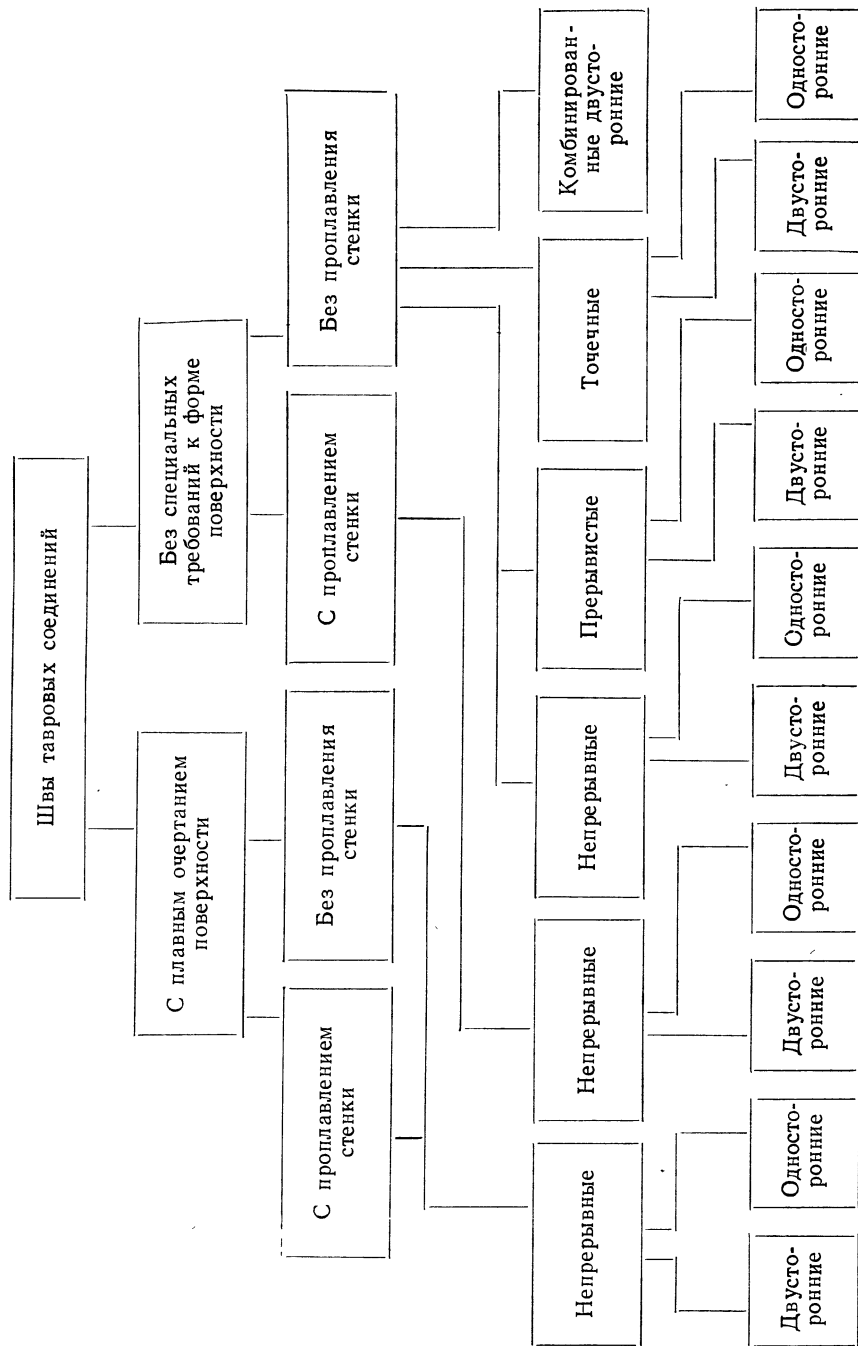 Швы тавровых соединений
С плавным очертанием
поверхности
Без специальных
требований к форме
поверхности
С проплавлением
стенки
Без проплавления
стенки
С проплавлением
стенки
Без проплавления
стенки
Непрерывные
Непрерывные
Непрерывные
Прерывистые
Точечные
Комбинирован-
ные двусто-
ронние
Двусто-
ронние
Односто-
ронние
Двусто-
ронние
Односто-
ронние
Двусто-
ронние
Односто-
ронние
Двусто-
ронние
Односто-
ронние
Двусто-
ронние
Односто-
ронние